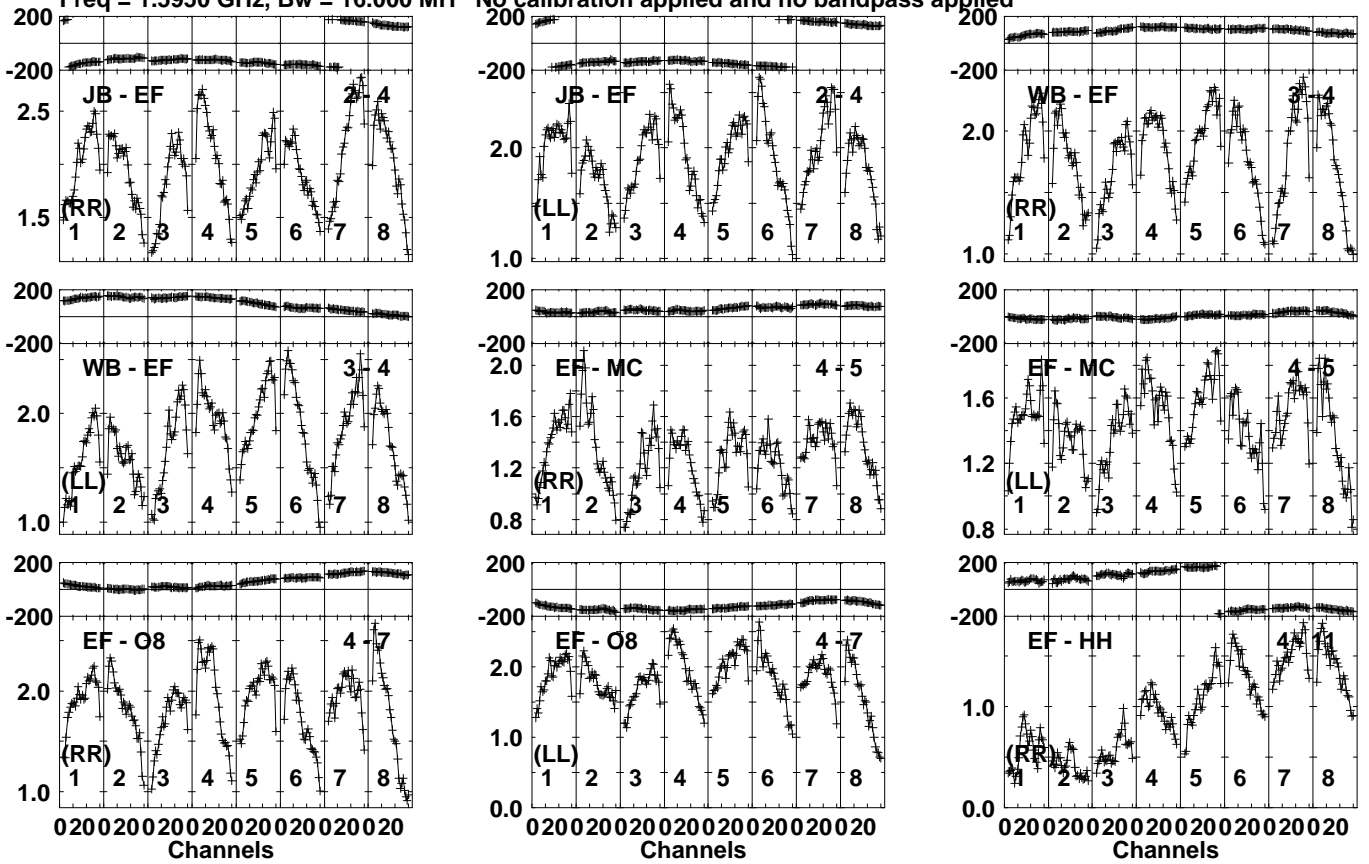 Freq = 1.5950 GHz, Bw = 16.000 MH No calibration applied and no bandpass applied
200 200 200
-200 -200 -200
JB - EF 2 - 4 JB - EF 2 - 4 WB - EF 3 - 4
2.5 2.0 2.0
1.5 (RR) (LL) (RR)
1 2 3 4 5 6 7 8 1 2 3 4 5 6 7 8 1 2 3 4 5 6 7 8
1.0 1.0
200 200 200
-200 -200 -200
WB - EF 3 - 4 EF - MC 4 - 5 EF - MC 4 - 5
2.0 2.0 1.6 1.6
1.2 1.2
(LL) (RR) (LL)
1 2 3 4 5 6 7 8 1 2 3 4 5 6 7 8 1 2 3 4 5 6 7 8
1.0 0.8 0.8
200 200 200
-200 -200 -200
EF - O8 4 - 7 EF - O8 4 - 7 EF - HH 4 - 11
2.0 2.0 1.0
(RR) (LL) (RR)
1 2 3 4 5 6 7 8 1 2 3 4 5 6 7 8 1 2 3 4 5 6 7 8
1.0 1.0 0.0 0.0
0 20 0 20 0 20 0 20 0 20 0 20 0 20 0 20 0 20 0 20 0 20 0 20 0 20 0 20 0 20 0 20 0 20 0 20 0 20 0 20 0 20 0 20 0 20 0 20
Channels Channels Channels